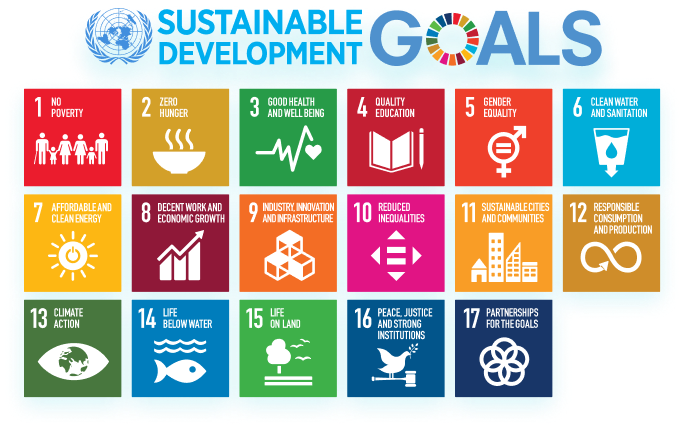 SUSTAINABLE
DEVELOPMENT
GOALS
1 NO
POVERTY
2 ZERO
HUNGER
3 GOOD HEALTH
AND WELL BEING
4 QUALITY
EDUCATION
5 GENDER
EQUALITY
6 CLEAN WATER
AND SANITATION
7 AFFORDABLE AND
CLEAN ENERGY
8 DECENT WORK AND
ECONOMIC GROWTH
9 INDUSTRY, INNOVATION
AND INFRASTRUCTURE
10 REDUCED
INEQUALITIES
11 SUSTAINABLE CITIES
AND COMMUNITIES
12 RESPONSIBLE
CONSUMPTION
AND PRODUCTION
13 CLIMATE
ACTION
14 LIFE
BELOW WATER
15 LIFE
ON LAND
16 PEACE, JUSTICE
AND STRONG
INSTITUTIONS
17 PARTNERSHIPS
FOR THE GOALS